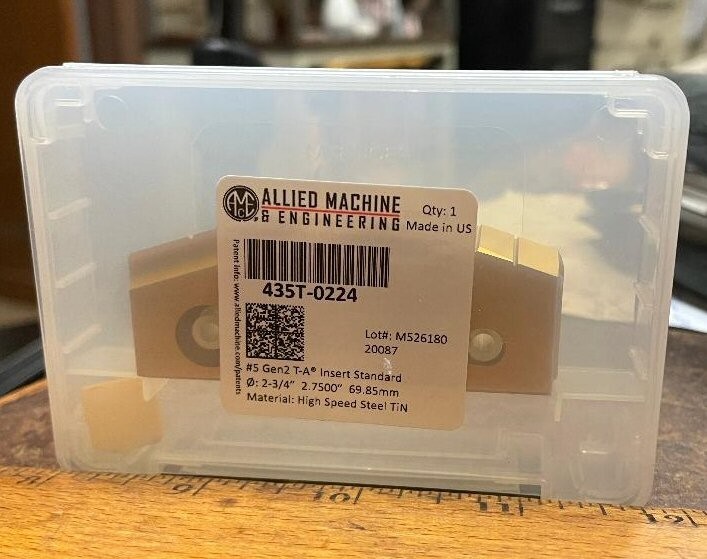 AMEC
ALLIED MACHINE
& ENGINEERING
Qty: 1
Made in US
435T-0224
Patent Info: www.alliedmachine.com/patents
Lot#: M526180
20087
#5 Gen2 T-A® Insert Standard
Ø: 2-3/4" 2.7500" 69.85mm
Material: High Speed Steel TiN